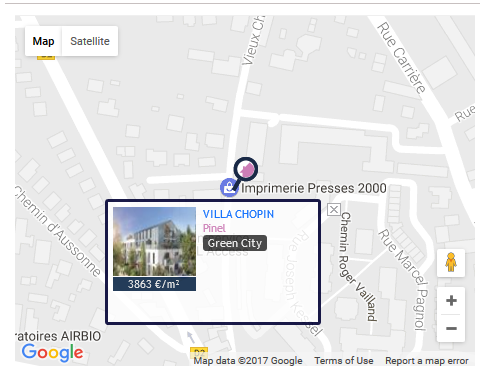 Map Satellite
Vieux Ch
Rue Carrière
Rue
Imprimerie Presses 2000
Chemin d'Aussonne
VILLA CHOPIN
Pinel
Green City
3863 €/m²
Access
Rue Joseph Kessel
Chemin Roger Vailland
Rue Marcel Pagnol
ratoires AIRBIO
Google
Map data ©2017 Google Terms of Use Report a map error